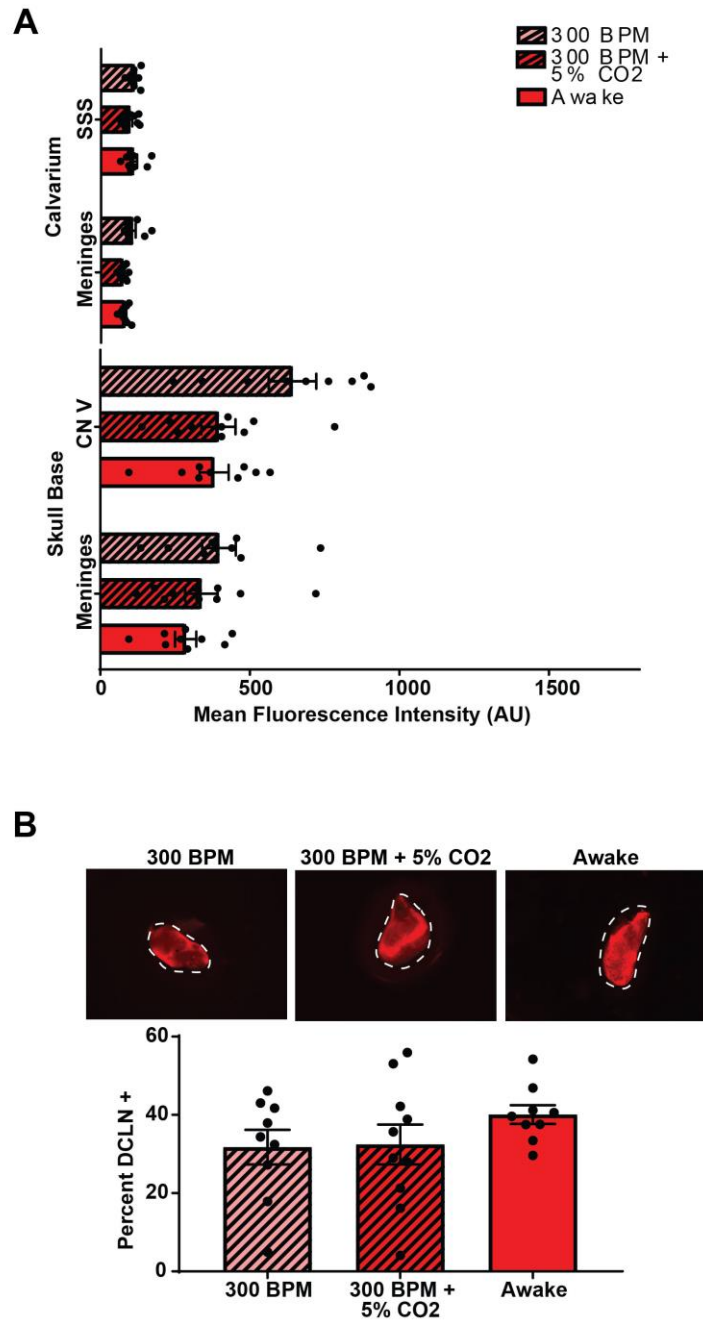 A
300 BPM
300 BPM +
5% CO2
Awake
Calvarium
SSS
Meninges
Skull Base
CN V
Meninges
0
500
1000
1500
Mean Fluorescence Intensity (AU)
B
300 BPM
300 BPM + 5% CO2
Awake
Percent DCLN +
60
40
20
0
300 BPM
300 BPM +
5% CO2
Awake